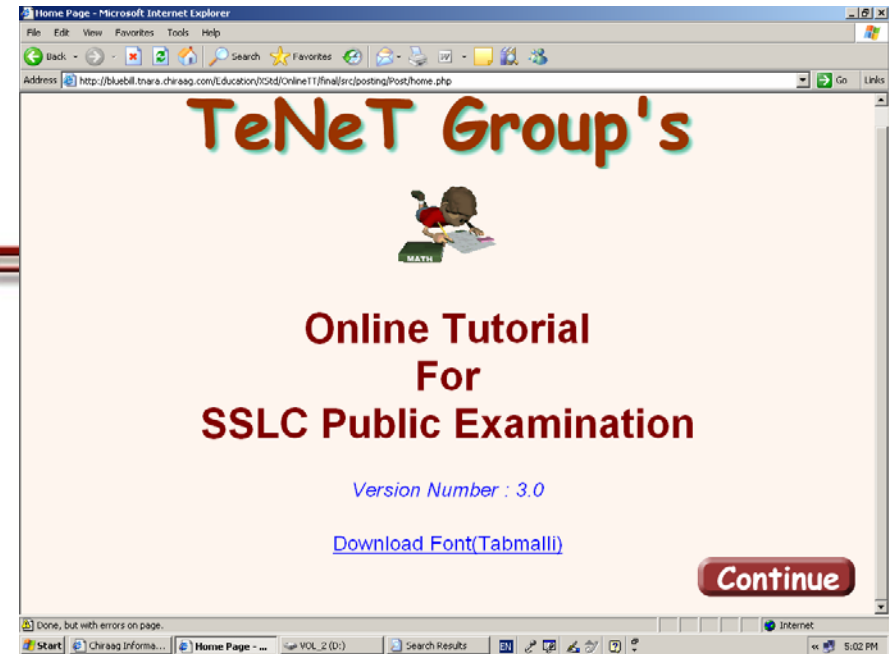 Home Page - Microsoft Internet Explorer
File Edit View Favorites Tools Help
Back Search Favorites
Address http://bluebill.tnara.chiraag.com/Education/XStd/OnlineTT/final/src/posting/Post/home.php Go Links
TeNeT Group's
MATH
Online Tutorial
For
SSLC Public Examination
Version Number : 3.0
Download Font(Tabmalli)
Continue
Done, but with errors on page. Internet
Start Chiraag Informa... Home Page - ... VOL_2 (D:) Search Results EN 5:02 PM